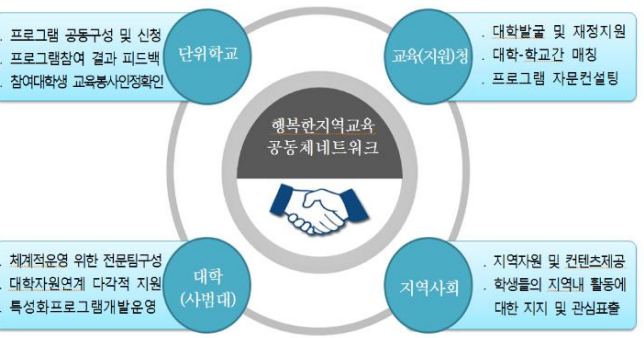 . 프로그램 공동구성 및 신청
. 프로그램참여 결과 피드백
. 참여대학생 교육봉사인정확인
단위학교
교육(지원)청
. 대학발굴 및 재정지원
. 대학-학교간 매칭
. 프로그램 자문컨설팅
행복한지역교육
공동체네트워크
. 체계적운영 위한 전문팀구성
. 대학자원연계 다각적 지원
. 특성화프로그램개발운영
대학
(사범대)
지역사회
. 지역자원 및 컨텐츠제공
. 학생들의 지역내 활동에
대한 지지 및 관심표출